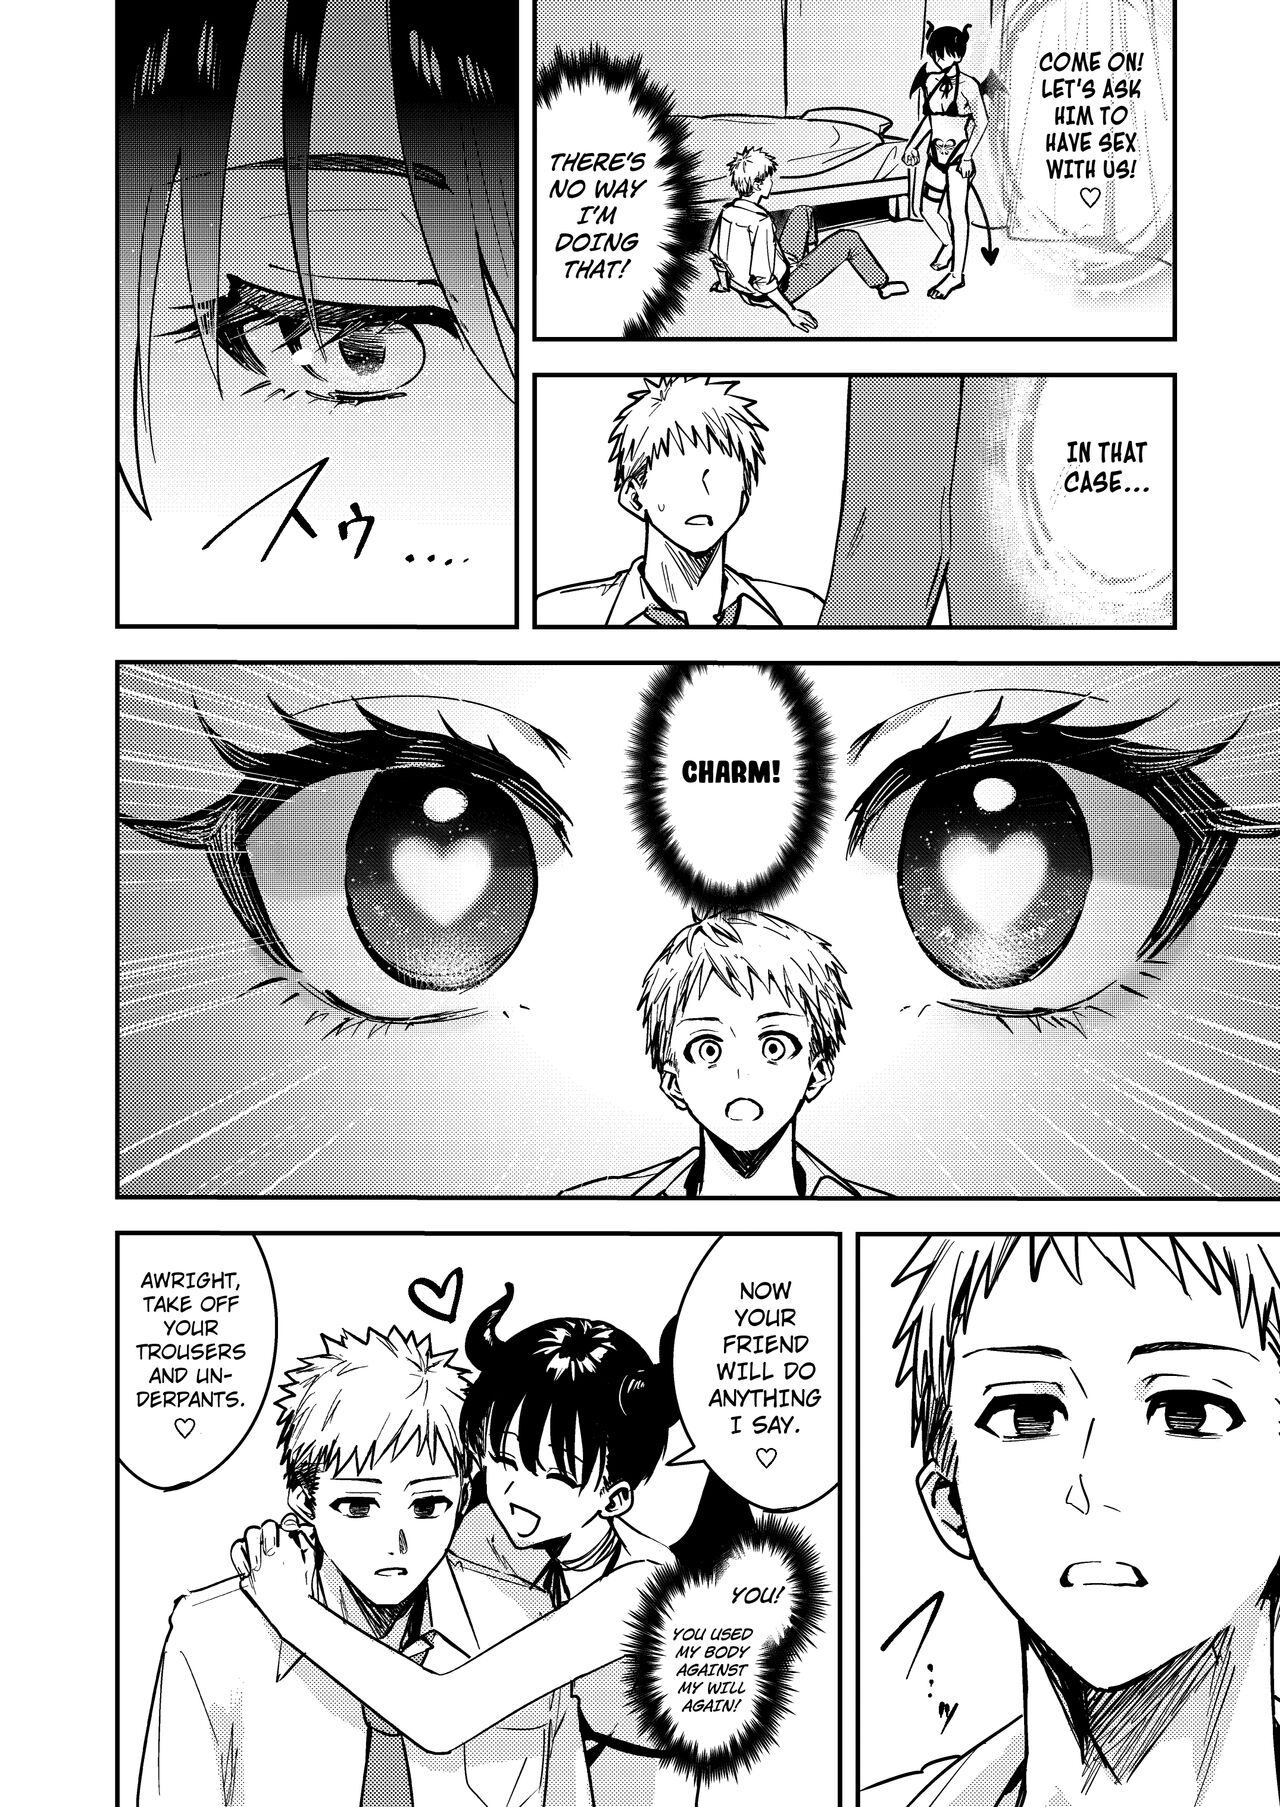 COME ON!
LET'S ASK
HIM TO
HAVE SEX
WITH US!
♡
THERE'S
NO WAY
I'M
DOING
THAT!
IN THAT
CASE...
スゥ....
CHARM!
ッ
NOW
YOUR
FRIEND
WILL DO
ANYTHING
I SAY.
♡
YOU!
YOU USED
MY BODY
AGAINST
MY WILL
AGAIN!
AWRIGHT,
TAKE OFF
YOUR
TROUSERS
AND UN-
DERPANTS.
♡